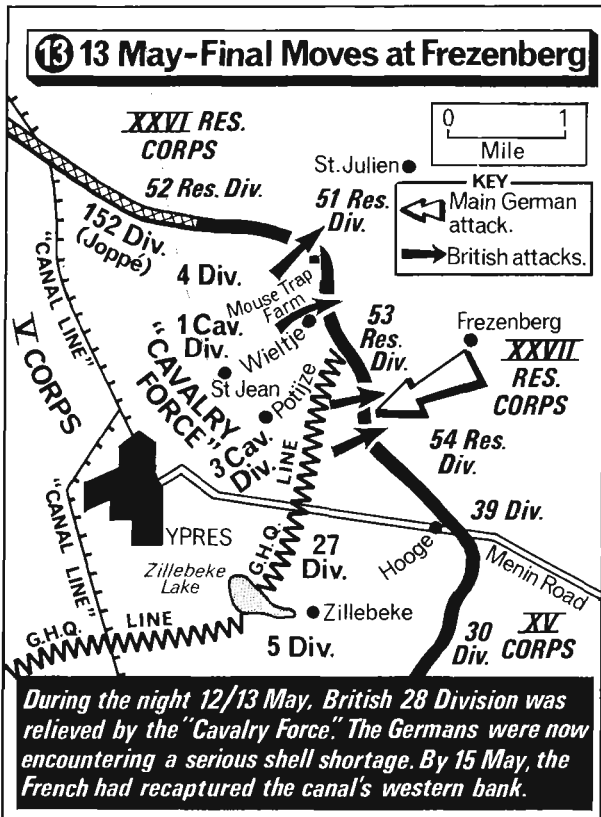 13 13 May-Final Moves at Frezenberg
XXVI RES.
CORPS
0 1
Mile
St. Julien
KEY
Main German
attack.
British attacks.
52 Res. Div.
51 Res.
Div.
152 Div.
(Joppé)
"CANAL LINE"
4 Div.
Mouse Trap
Farm
1 Cav.
Div.
Wieltje
53
Res.
Div.
Frezenberg
XXVII
RES.
CORPS
V CORPS
"CAVALRY
FORCE"
St Jean
Potijze
3 Cav.
Div.
54 Res.
Div.
"CANAL LINE"
YPRES
G.H.Q. LINE
27
Div.
39 Div.
Hooge
Menin Road
Zillebeke
Lake
Zillebeke
G.H.Q. LINE
5 Div.
30
Div.
XV
CORPS
During the night 12/13 May, British 28 Division was
relieved by the "Cavalry Force." The Germans were now
encountering a serious shell shortage. By 15 May, the
French had recaptured the canal's western bank.